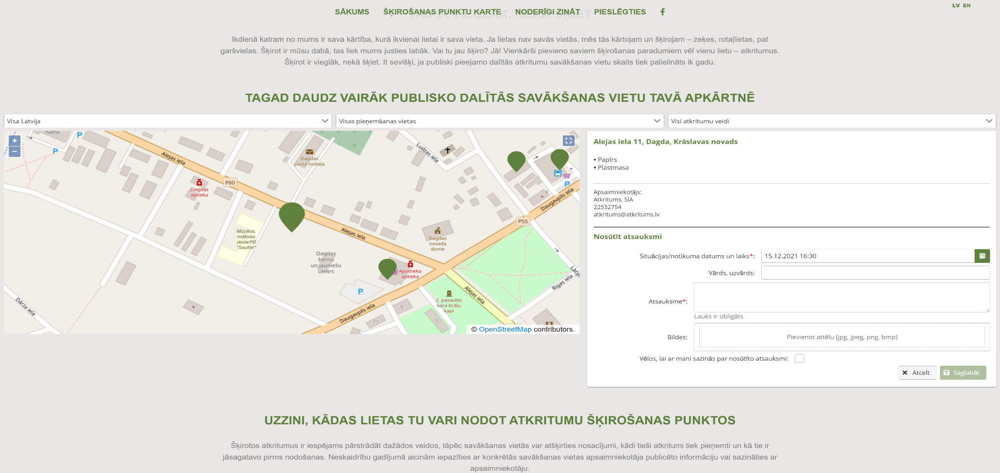 SĀKUMS ŠĶIROŠANAS PUNKTU KARTE NODERĪGI ZINĀT PIESLĒGTIES
LV EN
TAS IR VIEGLĀK, NEKĀ ŠĶIET
Ikdienā katram no mums ir sava kārtība, kurā ikvienai lietai ir sava vieta. Ja lietas nav savās vietās, mēs tās kārtojam un šķirojam – zeķes, rotaļlietas, pat
garšvielas. Šķirot ir mūsu dabā, tas liek mums justies labāk. Vai tu jau šķiro? Jā! Vienkārši pievieno saviem šķirošanas paradumiem vēl vienu lietu – atkritumus.
Šķirot ir vieglāk, nekā šķiet. It sevišķi, ja publiski pieejamo dalītās atkritumu savākšanas vietu skaits tiek palielināts ik gadu.
TAGAD DAUDZ VAIRĀK PUBLISKO DALĪTĀS SAVĀKŠANAS VIETU TAVĀ APKĀRTNĒ
Visa Latvija
Visas pieņemšanas vietas
Visi atkritumu veidi
nams
P
P
+
−
Alejas iela
Dagdas
pasta nodaļa
Ludzas iela
P60
Dagdas
aptieka
P
8
Daugavpils iela
P55
Mūzikas,
mākslas
skola/PII
"Saulīte"
Alejas iela
Dagdas
novada
dome
Dagdas
bērnu
un jauniešu
centrs
Apotheka
aptieka
P
Rīgas iela
Alejas iela
2. pasaules
kara brāļu
kapi
Dārza iela
Daugavpils iela
9
11
5
© OpenStreetMap contributors.
Alejas iela 11, Dagda, Krāslavas novads
• Papīrs
• Plastmasa
Apsaimniekotājs:
Atkritums, SIA
22532754
atkritums@atkritums.lv
Nosūtīt atsauksmi
Situācijas/notikuma datums un laiks*: 15.12.2021 16:30
Vārds, uzvārds:
Atsauksme*:
Lauks ir obligāts
Bildes: Pievienot attēlu (jpg, jpeg, png, bmp)
Vēlos, lai ar mani sazinās par nosūtīto atsauksmi:
Atcelt Saglabāt
UZZINI, KĀDAS LIETAS TU VARI NODOT ATKRITUMU ŠĶIROŠANAS PUNKTOS
Šķirotos atkritumus ir iespējams pārstrādāt dažādos veidos, tāpēc savākšanas vietās var atšķirties nosacījumi, kādi tieši atkritumi tiek pieņemti un kā tie ir
jāsagatavo pirms nodošanas. Neskaidrību gadījumā aicinām iepazīties ar konkrētās savākšanas vietas apsaimniekotāja publicēto informāciju vai sazināties ar
apsaimniekotāju.